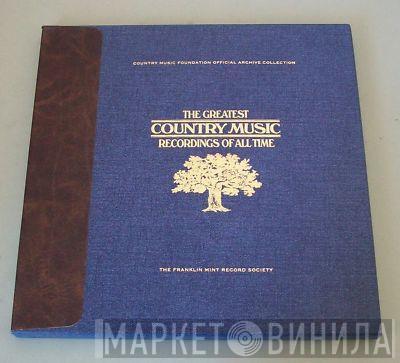 COUNTRY MUSIC FOUNDATION OFFICIAL ARCHIVE COLLECTION
THE GREATEST
COUNTRY MUSIC
RECORDINGS OF ALL TIME
THE FRANKLIN MINT RECORD SOCIETY
МАРКЕТ ВИНИЛА